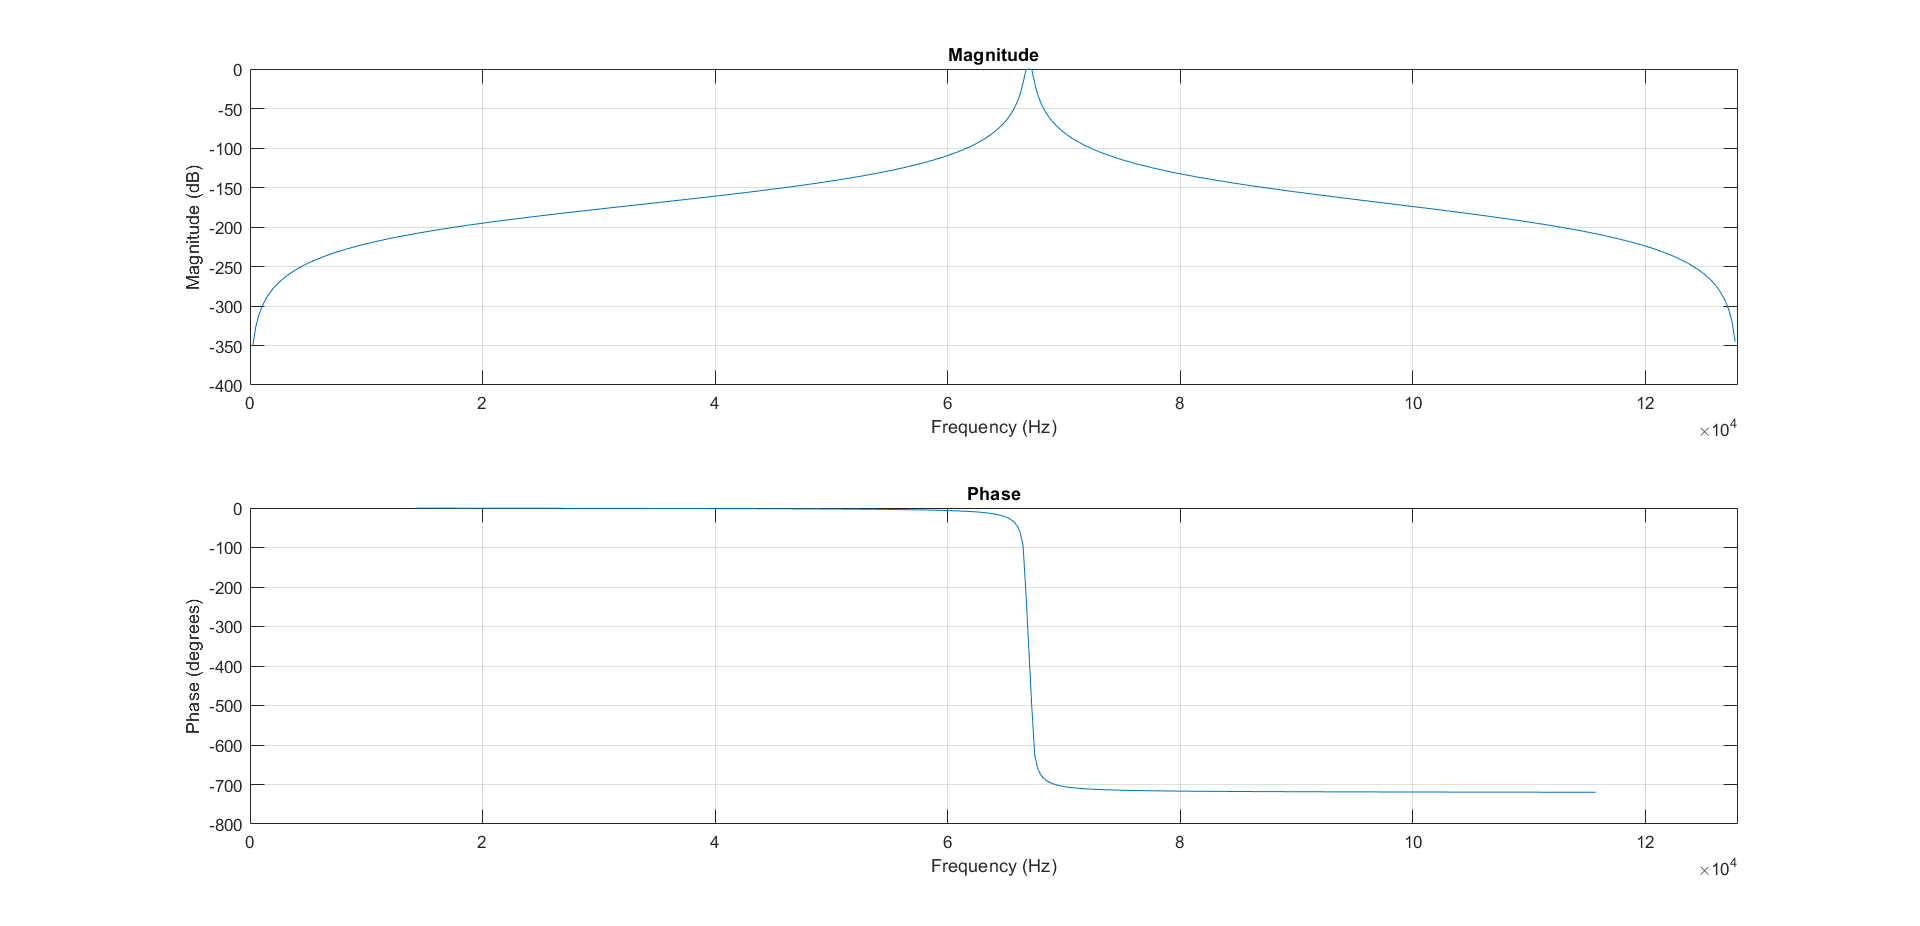 Magnitude
0
-50
-100
-150
-200
-250
-300
-350
-400
Magnitude (dB)
0 2 4 6 8 10 12
Frequency (Hz)
×10^4
Phase
0
-100
-200
-300
-400
-500
-600
-700
-800
Phase (degrees)
0 2 4 6 8 10 12
Frequency (Hz)
×10^4